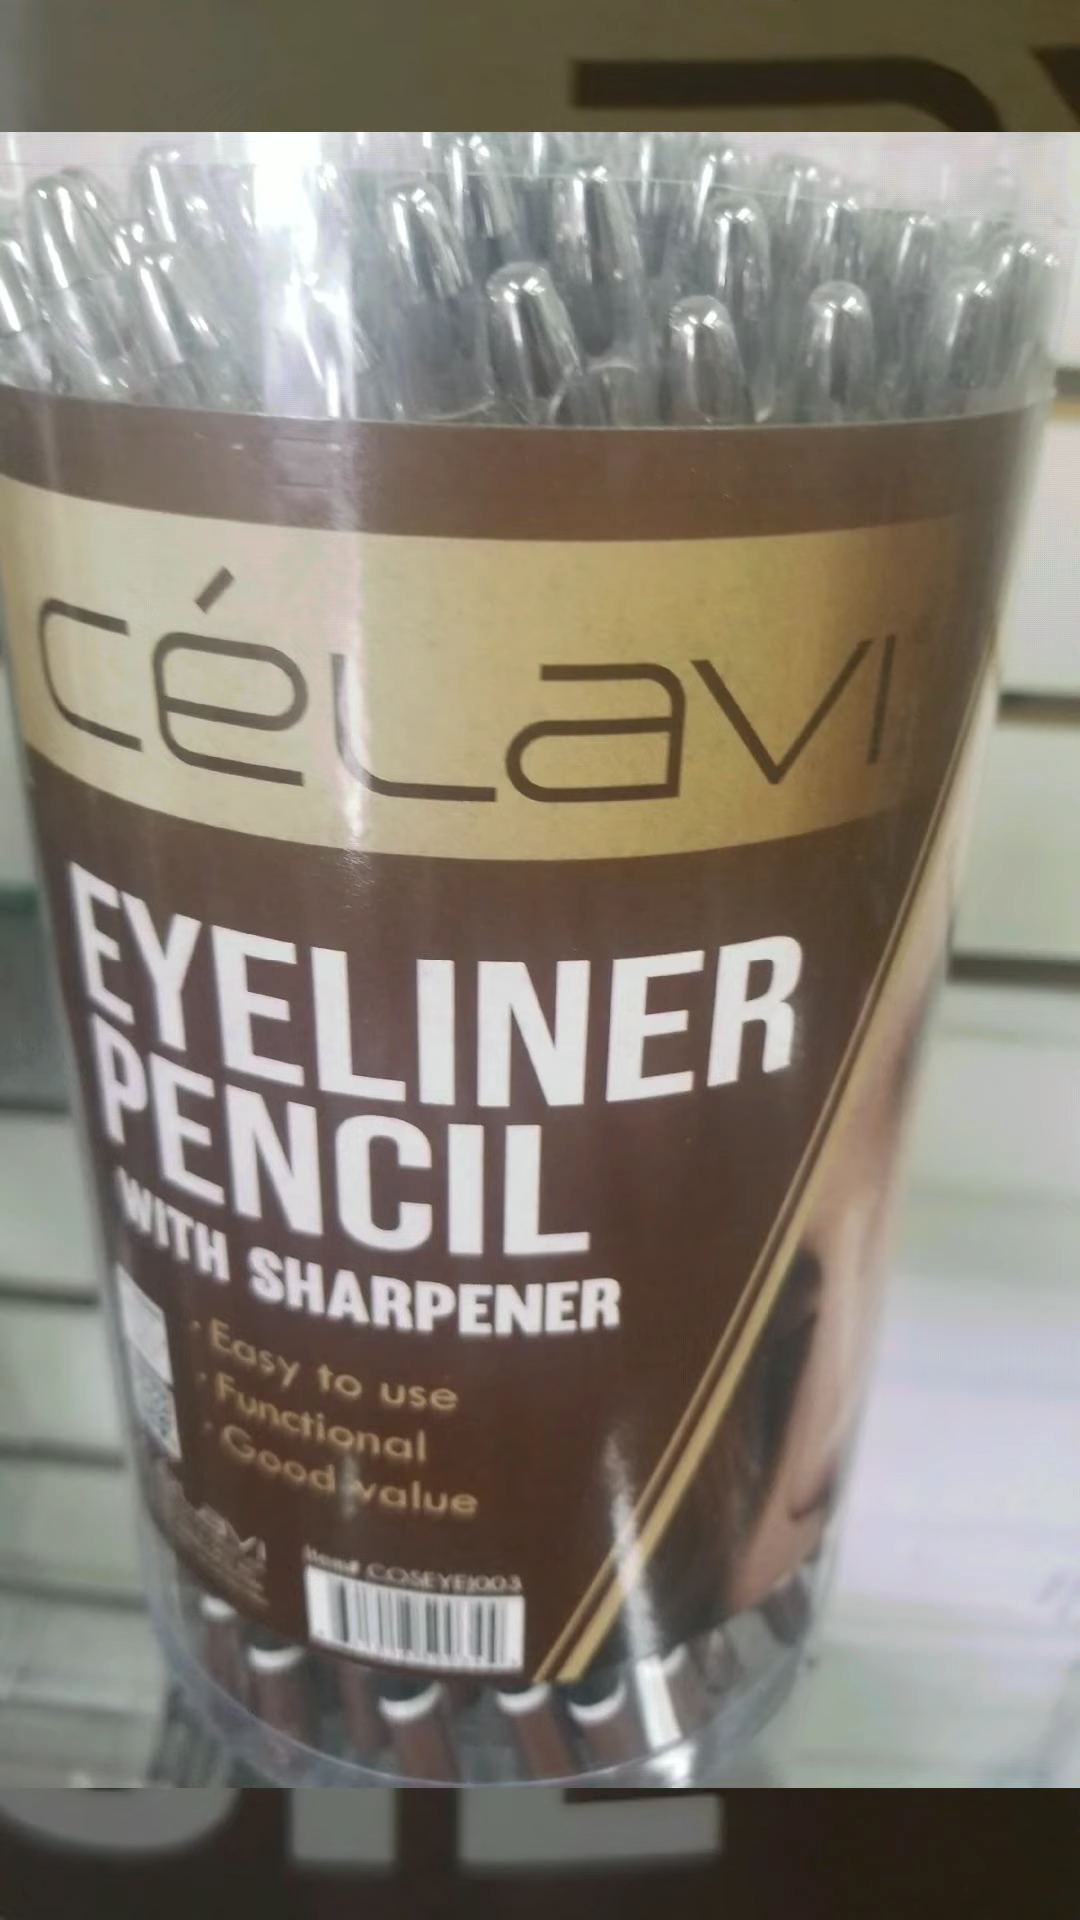 céLavi
EYELINER
PENCIL
WITH SHARPENER
· Easy to use
· Functional
· Good value
Item# COSEYE003